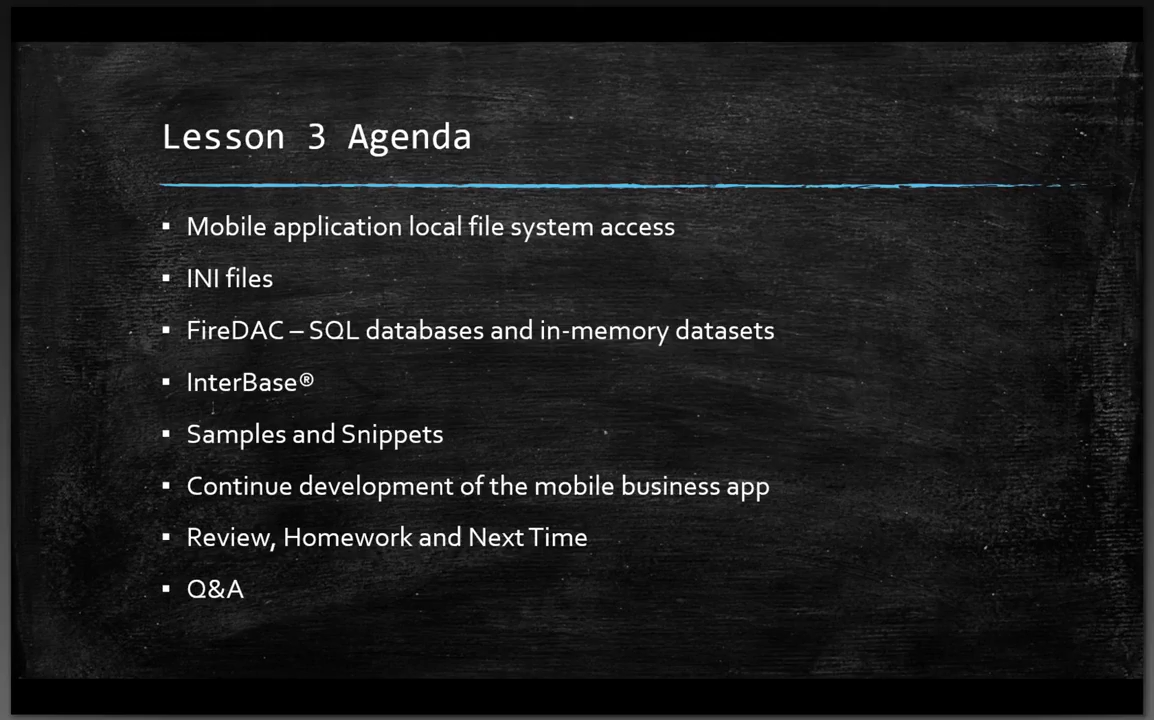 Lesson 3 Agenda
▪ Mobile application local file system access
▪ INI files
▪ FireDAC – SQL databases and in-memory datasets
▪ InterBase®
▪ Samples and Snippets
▪ Continue development of the mobile business app
▪ Review, Homework and Next Time
▪ Q&A